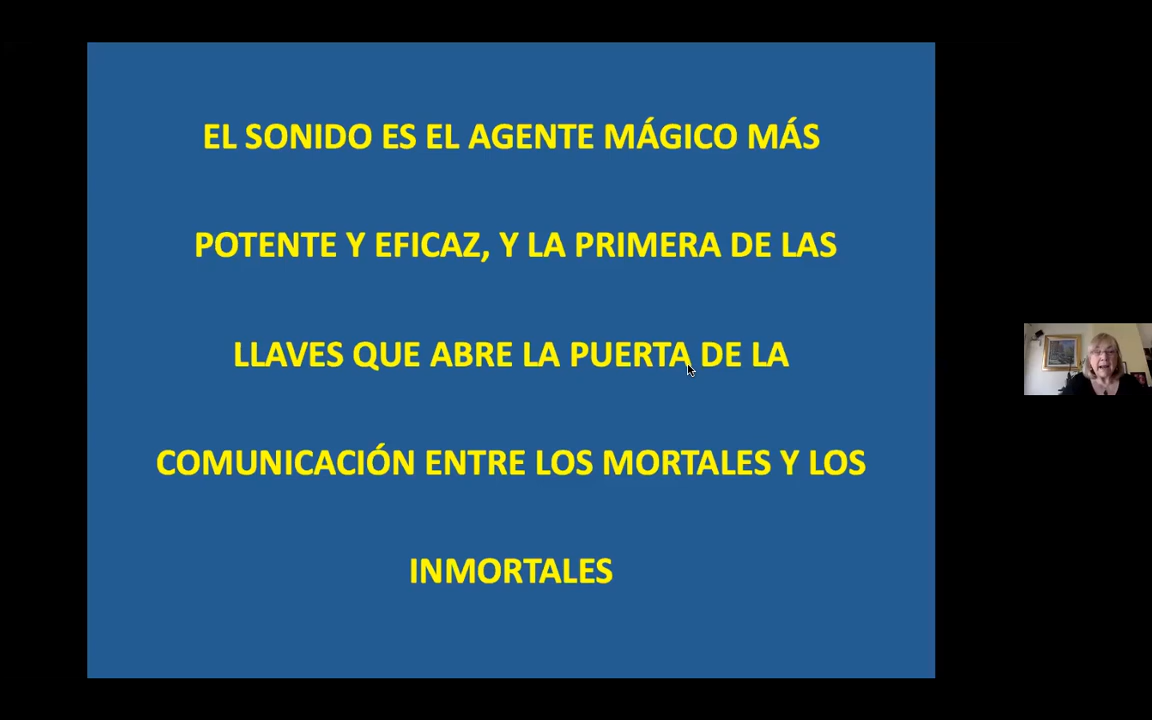 EL SONIDO ES EL AGENTE MÁGICO MÁS
POTENTE Y EFICAZ, Y LA PRIMERA DE LAS
LLAVES QUE ABRE LA PUERTA DE LA
COMUNICACIÓN ENTRE LOS MORTALES Y LOS
INMORTALES